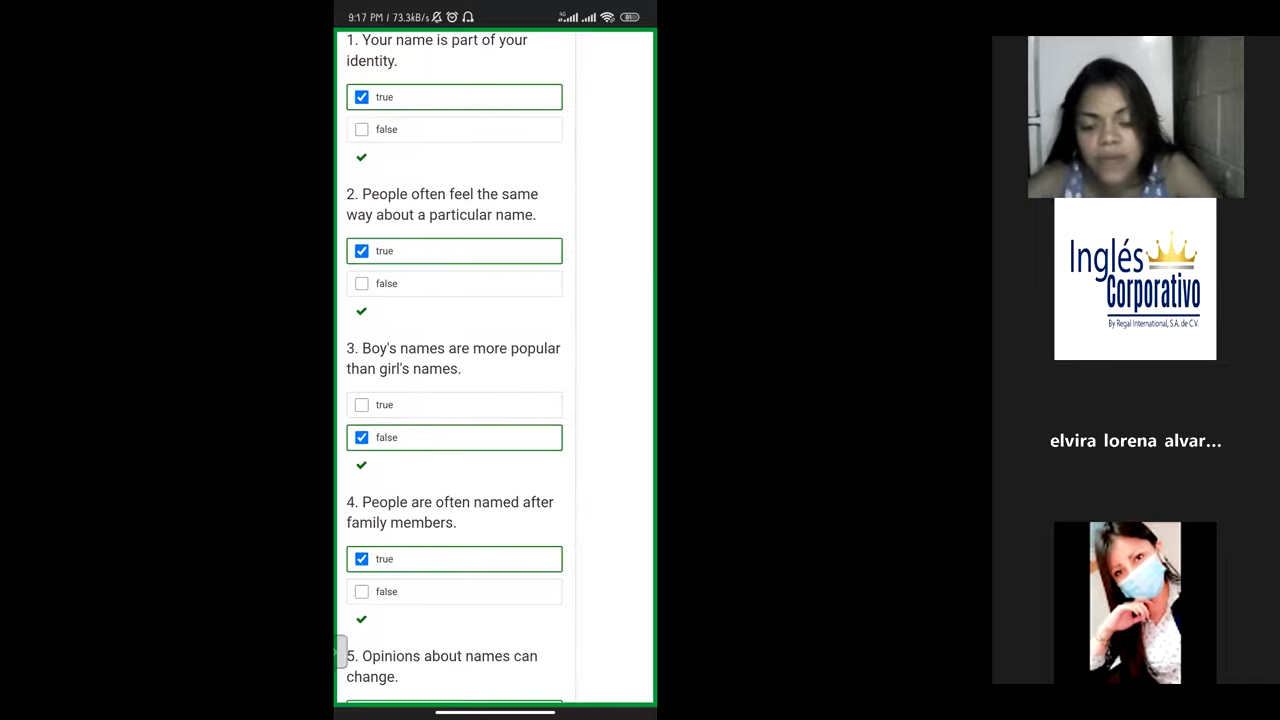 9:17 PM / 73.3kB/s
4G
81
1. Your name is part of your
identity.
true
false
2. People often feel the same
way about a particular name.
true
false
3. Boy's names are more popular
than girl's names.
true
false
4. People are often named after
family members.
true
false
5. Opinions about names can
change.
Inglés
Corporativo
By Regal International, S.A. de C.V.
elvira lorena alvar...